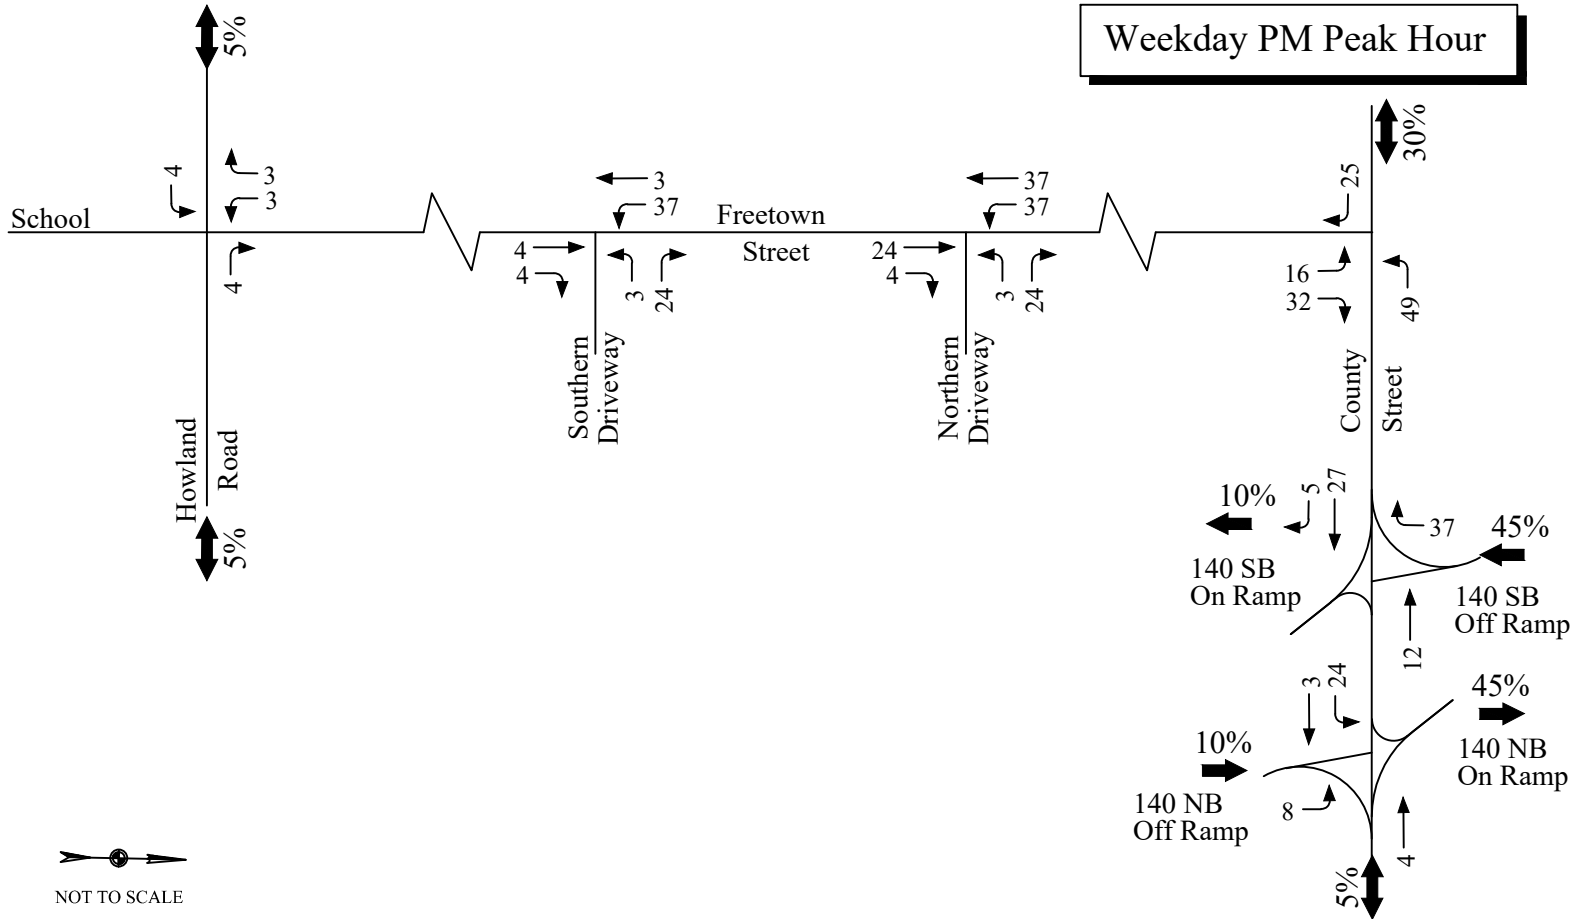 Weekday PM Peak Hour
5%
30%
4
3
3
4
School
3
37
Freetown
Street
4
4
3
24
37
37
24
4
3
24
25
16
32
49
Southern
Driveway
Northern
Driveway
County
Street
Howland
Road
5%
10%
5
27
37
45%
140 SB
On Ramp
140 SB
Off Ramp
12
3
24
45%
10%
140 NB
On Ramp
140 NB
Off Ramp
8
4
5%
NOT TO SCALE